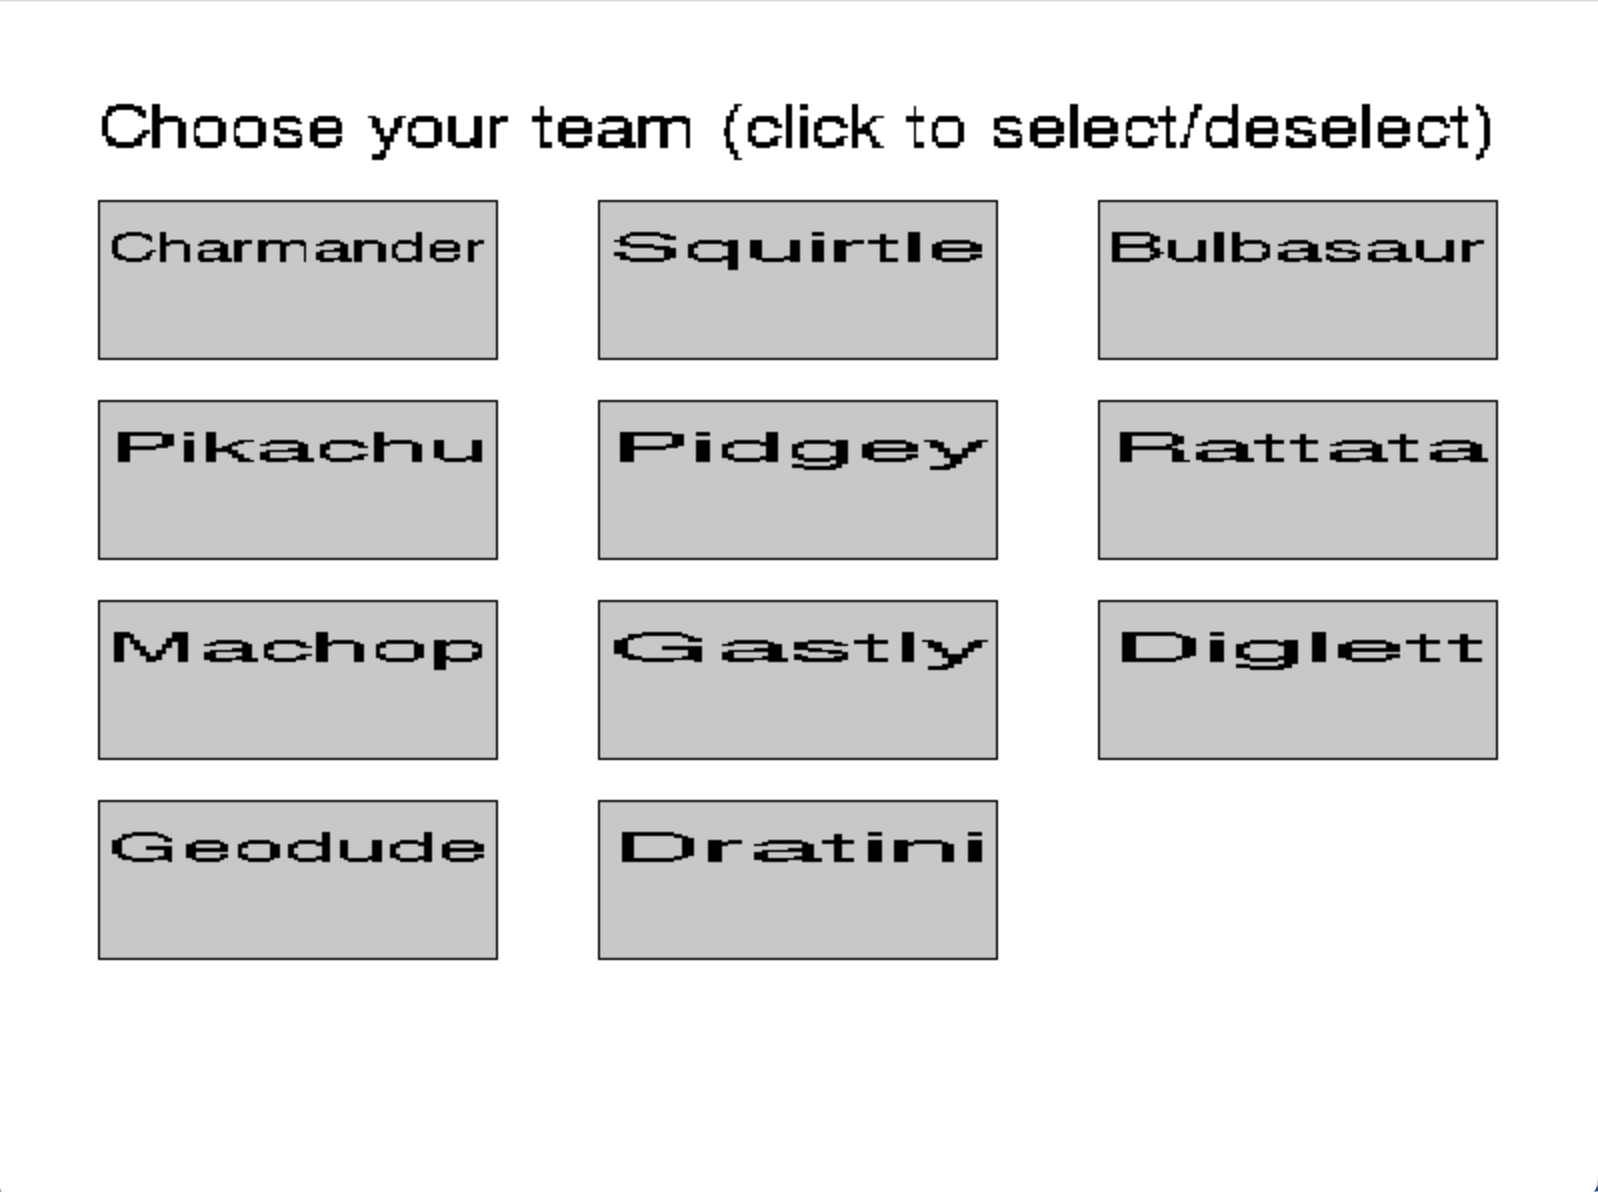 Choose your team (click to select/deselect)
Charmander
Squirtle
Bulbasaur
Pikachu
Pidgey
Rattata
Machop
Gastly
Diglett
Geodude
Dratini